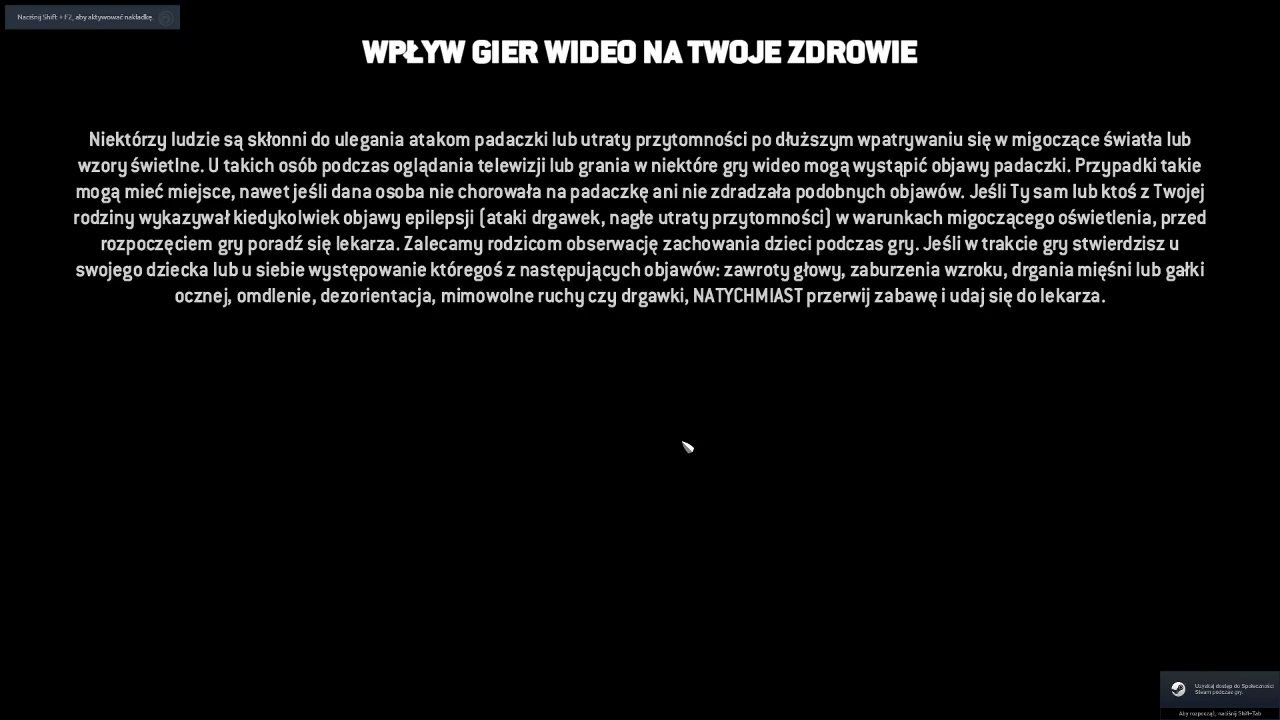 Naciśnij Shift + F2, aby aktywować nakładkę.
WPŁYW GIER WIDEO NA TWOJE ZDROWIE
Niektórzy ludzie są skłonni do ulegania atakom padaczki lub utraty przytomności po dłuższym wpatrywaniu się w migoczące światła lub
wzory świetlne. U takich osób podczas oglądania telewizji lub grania w niektóre gry wideo mogą wystąpić objawy padaczki. Przypadki takie
mogą mieć miejsce, nawet jeśli dana osoba nie chorowała na padaczkę ani nie zdradzała podobnych objawów. Jeśli Ty sam lub ktoś z Twojej
rodziny wykazywał kiedykolwiek objawy epilepsji (ataki drgawek, nagłe utraty przytomności) w warunkach migoczącego oświetlenia, przed
rozpoczęciem gry poradź się lekarza. Zalecamy rodzicom obserwację zachowania dzieci podczas gry. Jeśli w trakcie gry stwierdzisz u
swojego dziecka lub u siebie występowanie któregoś z następujących objawów: zawroty głowy, zaburzenia wzroku, drgania mięśni lub gałki
ocznej, omdlenie, dezorientacja, mimowolne ruchy czy drgawki, NATYCHMIAST przerwij zabawę i udaj się do lekarza.
Uzyskaj dostęp do Społeczności
Steam podczas gry.
Aby rozpocząć, naciśnij Shift+Tab